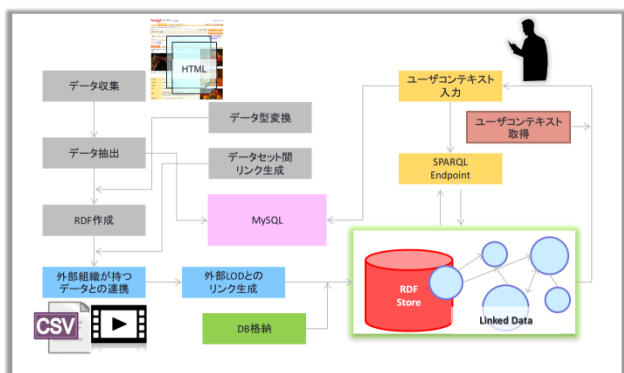 HTML
データ収集
ユーザコンテキスト
入力
データ型変換
ユーザコンテキスト
取得
データ抽出
データセット間
リンク生成
SPARQL
Endpoint
RDF作成
MySQL
外部組織が持つ
データとの連携
外部LODとの
リンク生成
RDF
Store
Linked Data
CSV
DB格納